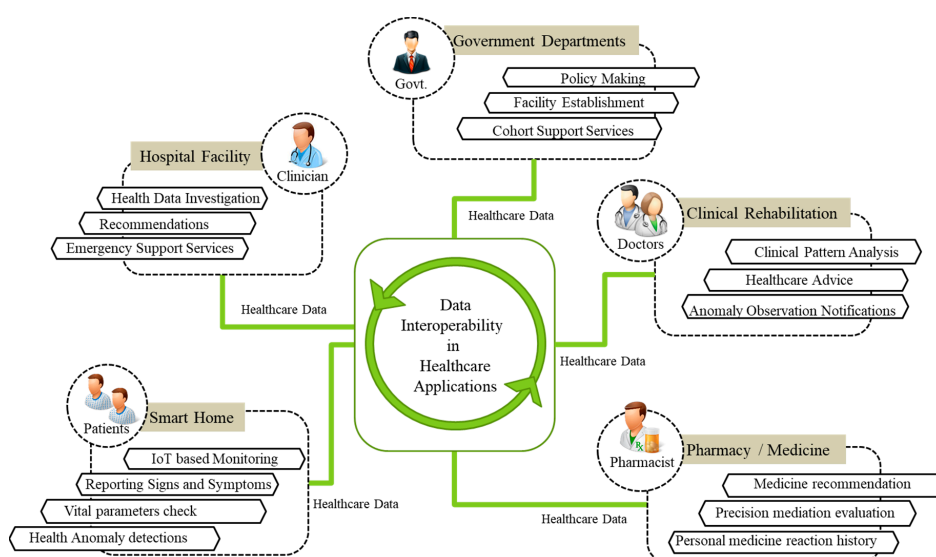 Government Departments
Govt.
Policy Making
Facility Establishment
Cohort Support Services
Hospital Facility
Clinician
Health Data Investigation
Recommendations
Emergency Support Services
Healthcare Data
Clinical Rehabilitation
Doctors
Clinical Pattern Analysis
Healthcare Advice
Anomaly Observation Notifications
Healthcare Data
Data
Interoperability
in
Healthcare
Applications
Healthcare Data
Healthcare Data
Smart Home
Patients
IoT based Monitoring
Reporting Signs and Symptoms
Vital parameters check
Health Anomaly detections
Healthcare Data
Pharmacy / Medicine
Pharmacist
Rx
Medicine recommendation
Precision mediation evaluation
Personal medicine reaction history
Healthcare Data